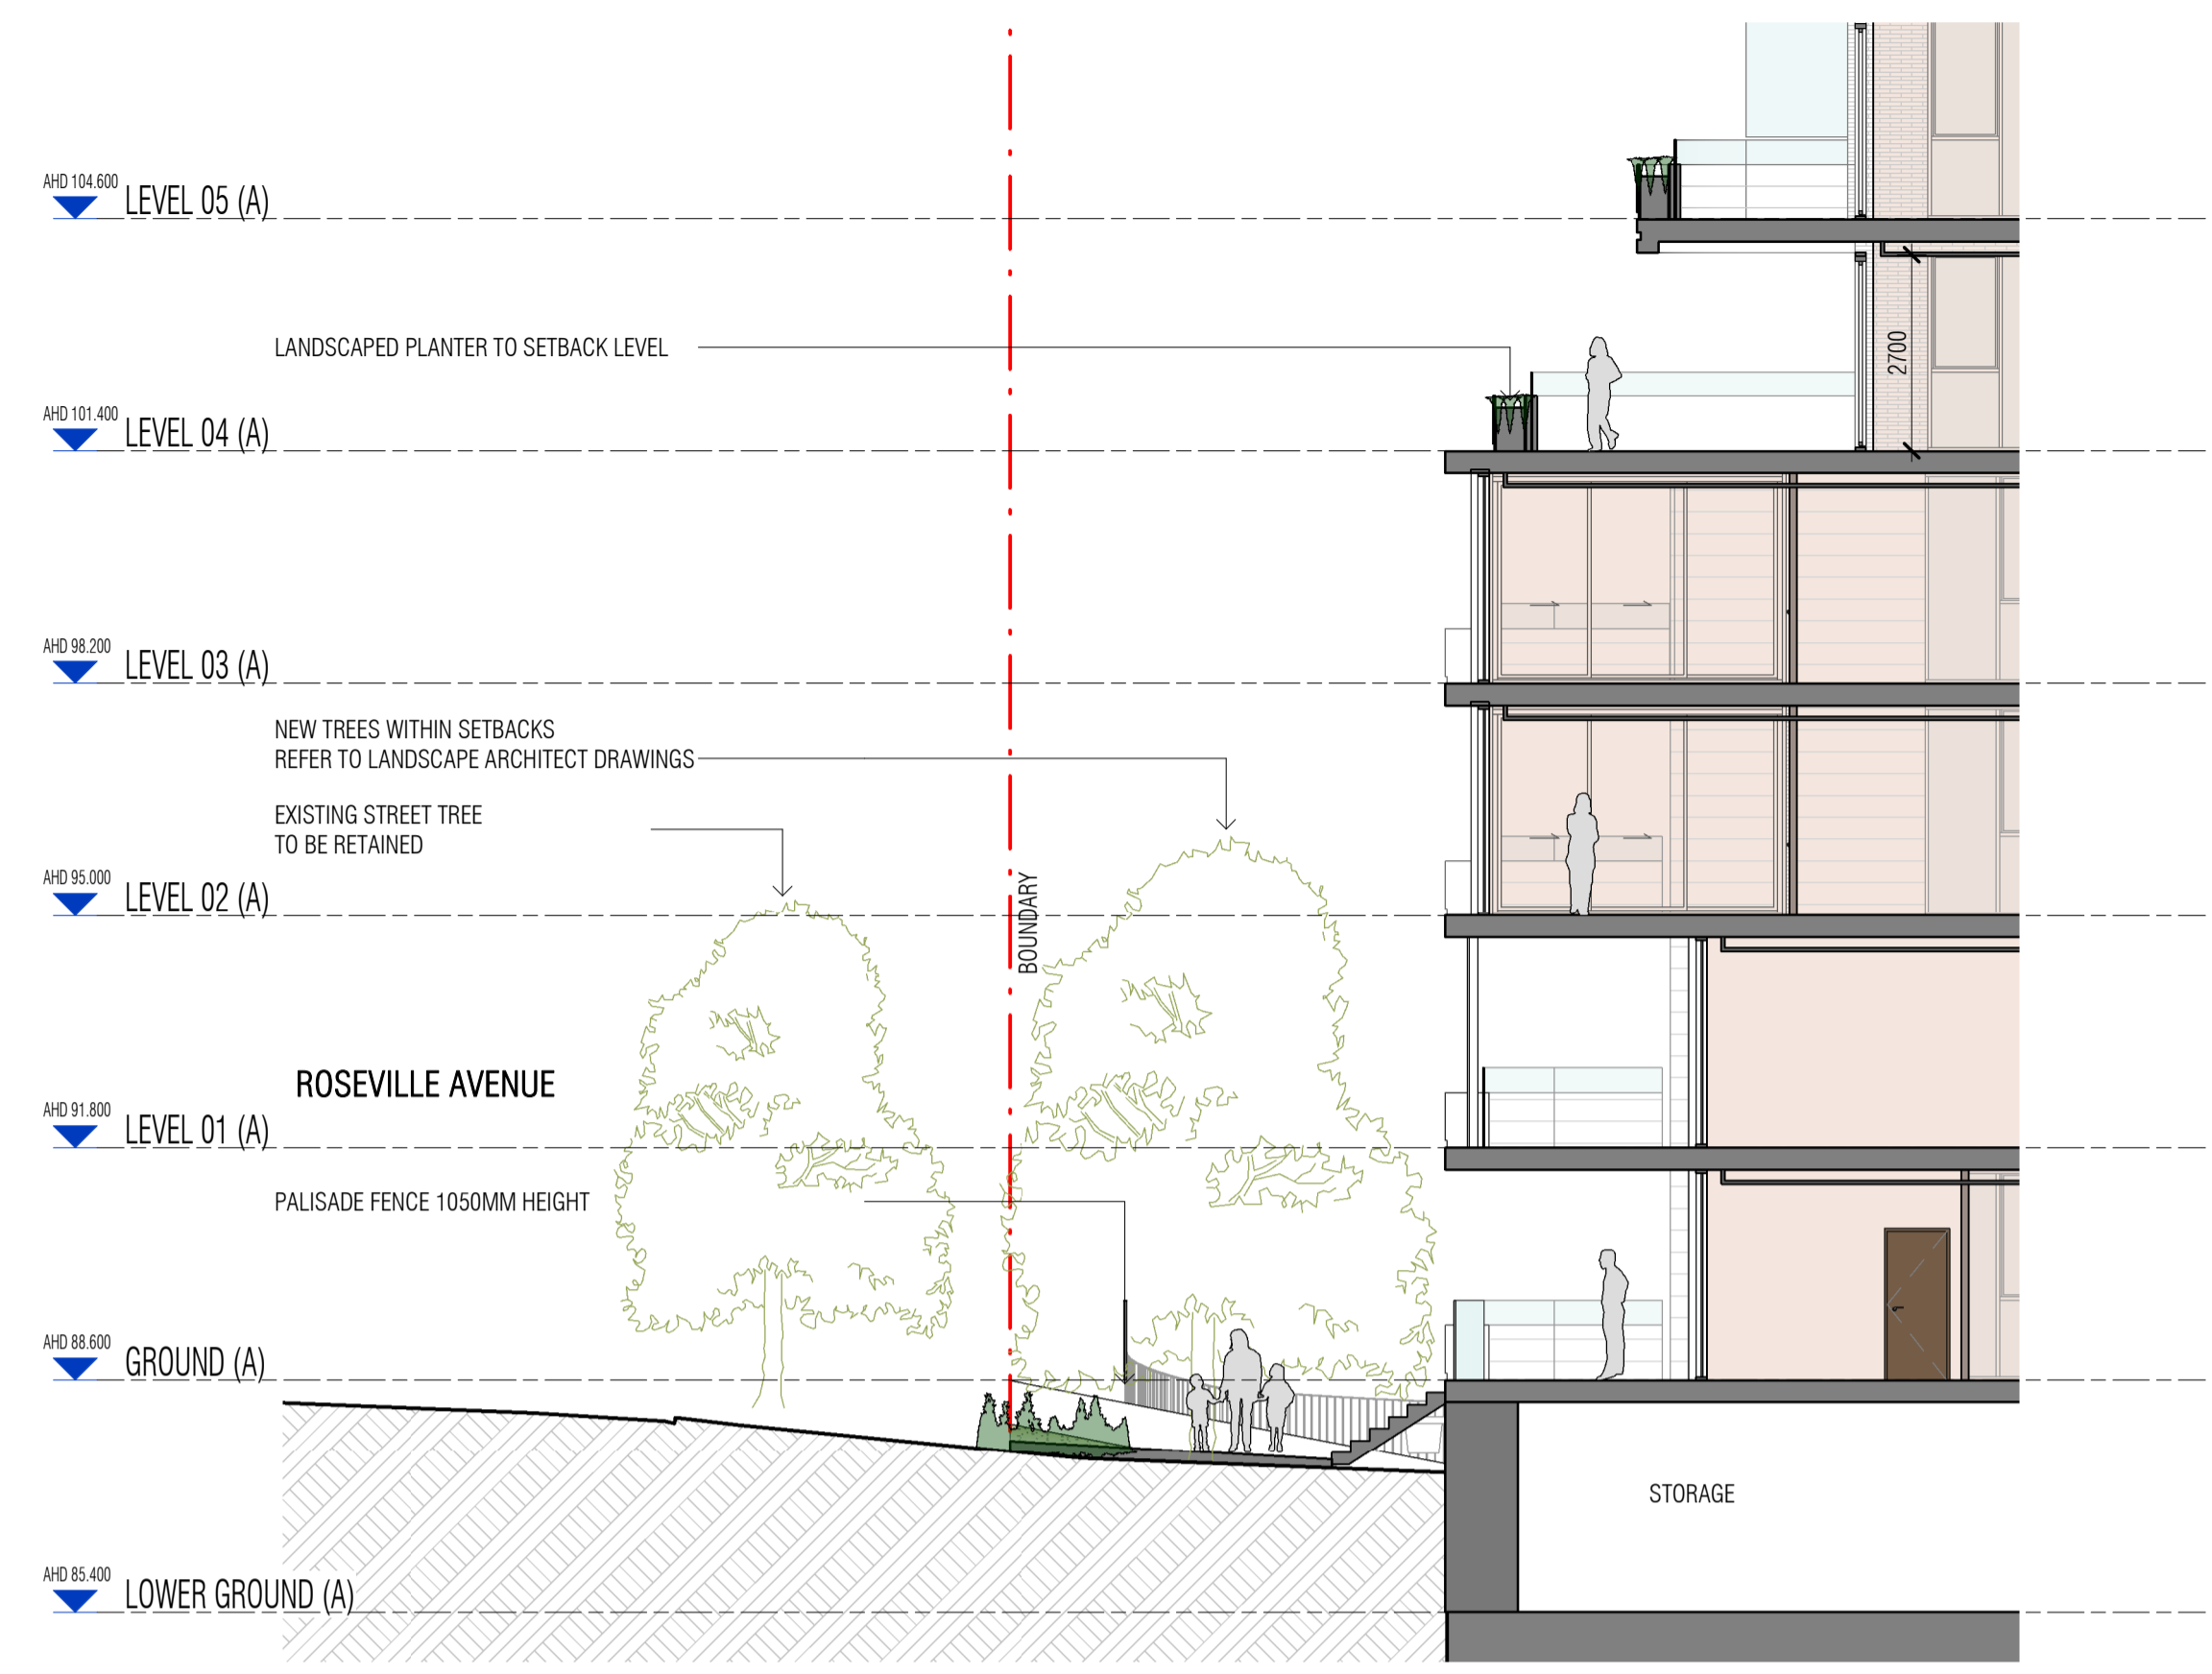 AHD 104.600
LEVEL 05 (A)
LANDSCAPED PLANTER TO SETBACK LEVEL
2700
AHD 101.400
LEVEL 04 (A)
AHD 98.200
LEVEL 03 (A)
NEW TREES WITHIN SETBACKS
REFER TO LANDSCAPE ARCHITECT DRAWINGS
EXISTING STREET TREE
TO BE RETAINED
AHD 95.000
LEVEL 02 (A)
BOUNDARY
ROSEVILLE AVENUE
AHD 91.800
LEVEL 01 (A)
PALISADE FENCE 1050MM HEIGHT
AHD 88.600
GROUND (A)
STORAGE
AHD 85.400
LOWER GROUND (A)